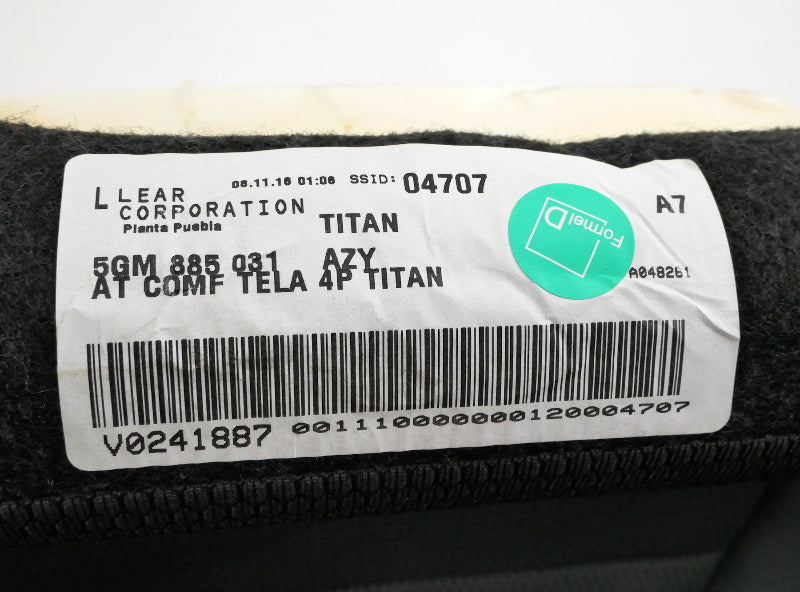 L LEAR 08.11.16 01:06 SSID: 04707
CORPORATION TITAN A7
Planta Puebla
FormelD
5GM 885 031 AZY A048261
AT COMF TELA 4P TITAN
V0241887 00111000000000120004707